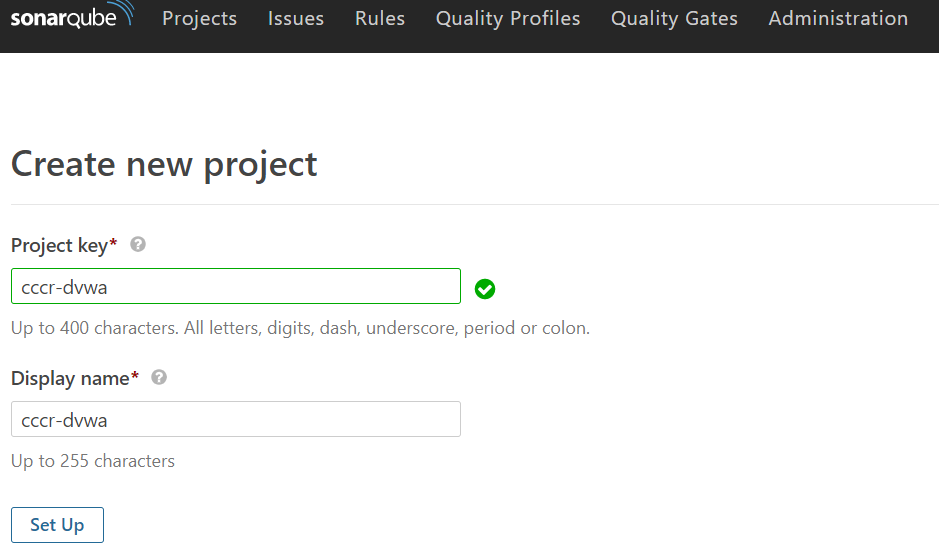 sonarqube Projects Issues Rules Quality Profiles Quality Gates Administration
Create new project
Project key*
cccr-dvwa
Up to 400 characters. All letters, digits, dash, underscore, period or colon.
Display name*
cccr-dvwa
Up to 255 characters
Set Up